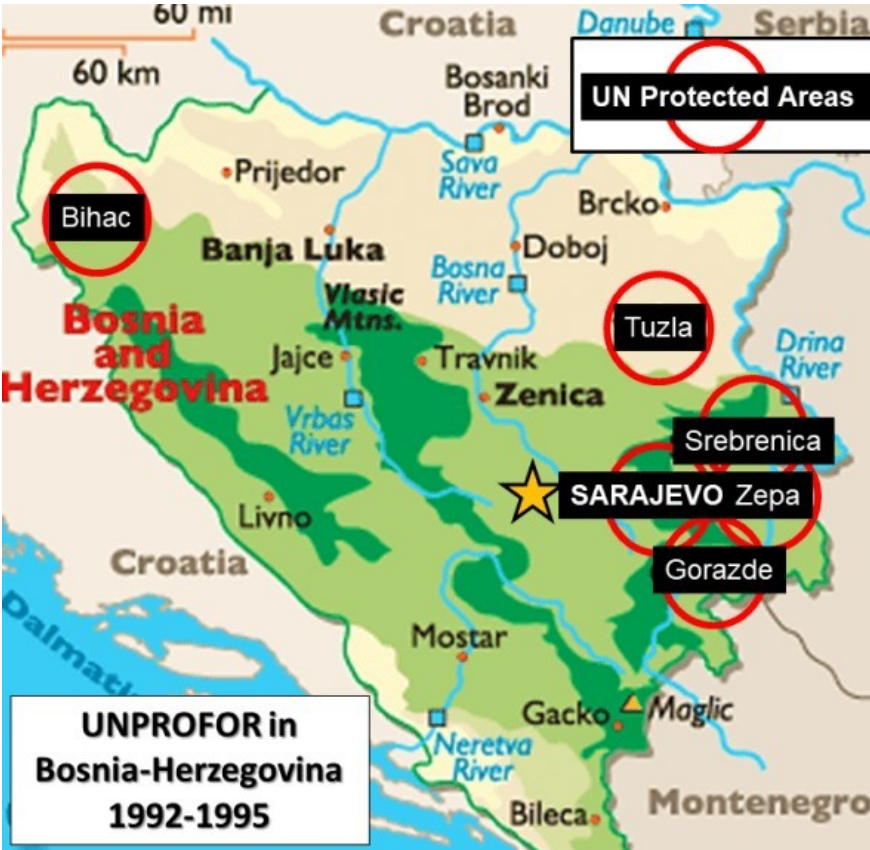 60 mi
60 km
Croatia
Danube
Serbia
UN Protected Areas
Bosanki
Brod
Sava
River
Prijedor
Bihac
Brcko
Banja Luka
Doboj
Bosna
River
Vlasic
Mtns.
Bosnia
and
Herzegovina
Tuzla
Jajce
Travnik
Drina
River
Zenica
Vrbas
River
Srebrenica
SARAJEVO Zepa
Livno
Croatia
Gorazde
Dalmati
Mostar
UNPROFOR in
Bosnia-Herzegovina
1992-1995
Gacko
Maglic
Neretva
River
Bileca
Montenegro